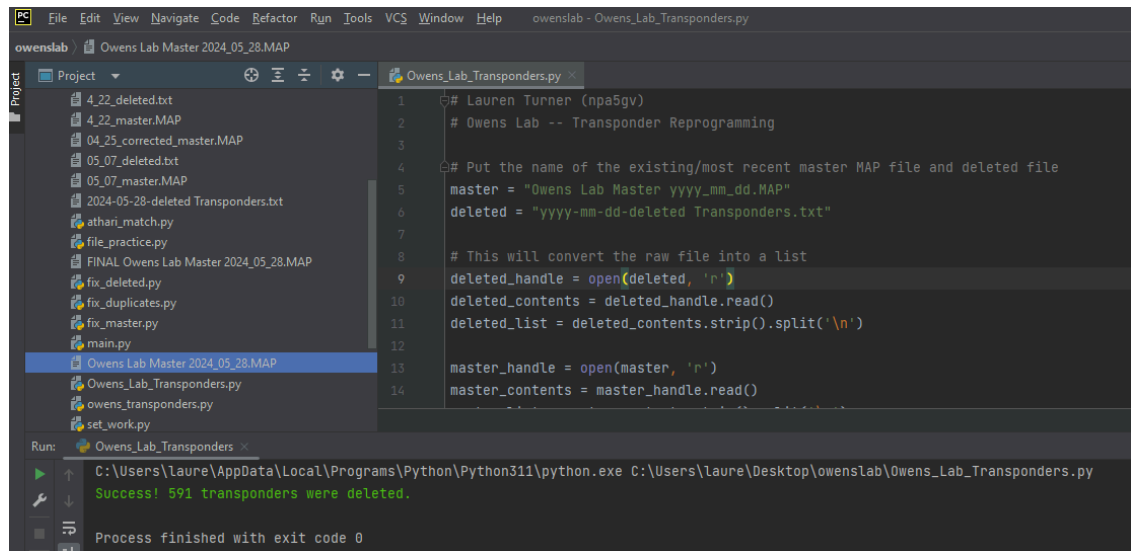 PC File Edit View Navigate Code Refactor Run Tools VCS Window Help owenslab - Owens_Lab_Transponders.py
owenslab Owens Lab Master 2024_05_28.MAP
Project
Project
4_22_deleted.txt
4_22_master.MAP
04_25_corrected_master.MAP
05_07_deleted.txt
05_07_master.MAP
2024-05-28-deleted Transponders.txt
athari_match.py
file_practice.py
FINAL Owens Lab Master 2024_05_28.MAP
fix_deleted.py
fix_duplicates.py
fix_master.py
main.py
Owens Lab Master 2024_05_28.MAP
Owens_Lab_Transponders.py
owens_transponders.py
set_work.py
Owens_Lab_Transponders.py
1 # Lauren Turner (npa5gv)
2 # Owens Lab -- Transponder Reprogramming
3
4 # Put the name of the existing/most recent master MAP file and deleted file
5 master = "Owens Lab Master yyyy_mm_dd.MAP"
6 deleted = "yyyy-mm-dd-deleted Transponders.txt"
7
8 # This will convert the raw file into a list
9 deleted_handle = open(deleted, 'r')
10 deleted_contents = deleted_handle.read()
11 deleted_list = deleted_contents.strip().split('\n')
12
13 master_handle = open(master, 'r')
14 master_contents = master_handle.read()
Run: Owens_Lab_Transponders
C:\Users\laure\AppData\Local\Programs\Python\Python311\python.exe C:\Users\laure\Desktop\owenslab\Owens_Lab_Transponders.py
Success! 591 transponders were deleted.
Process finished with exit code 0